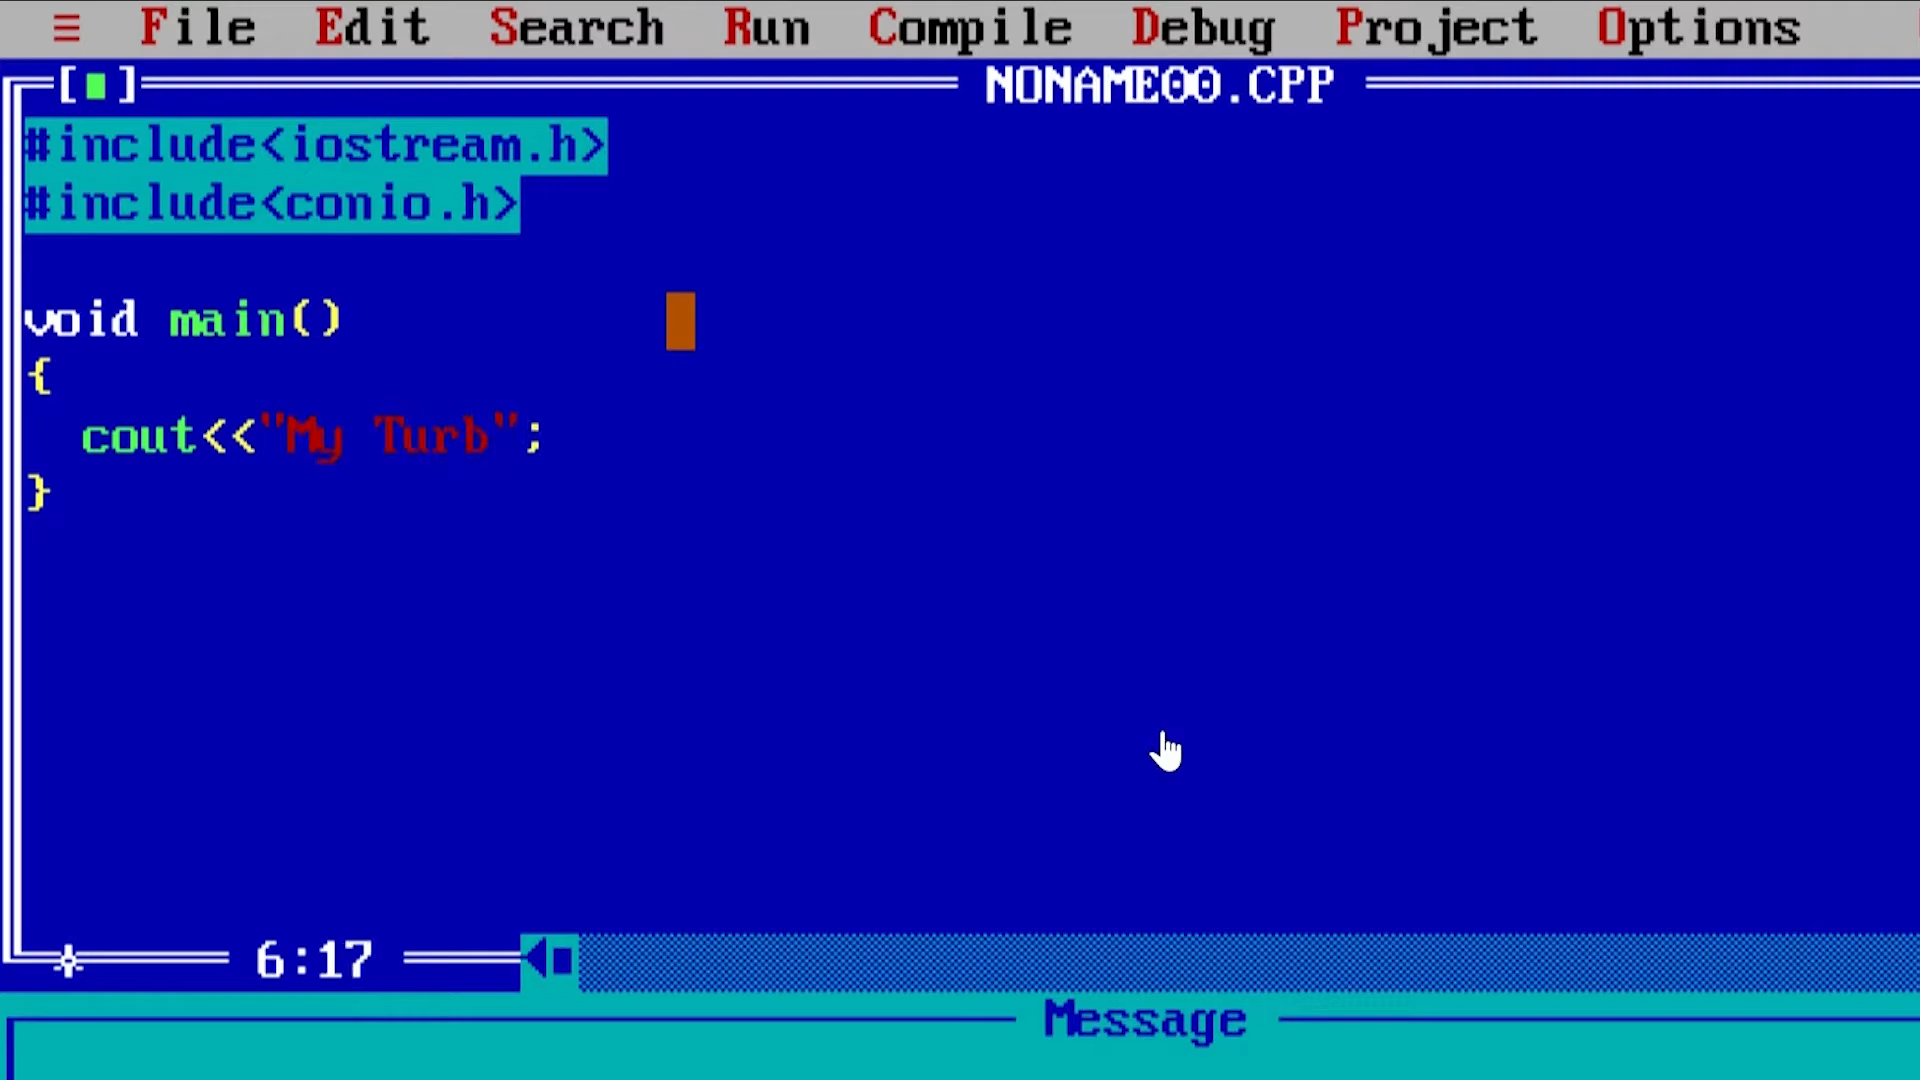 ≡ File Edit Search Run Compile Debug Project Options
[■] NONAME00.CPP
#include<iostream.h>
#include<conio.h>
void main()
{
cout<<"My Turb";
}
6:17
Message